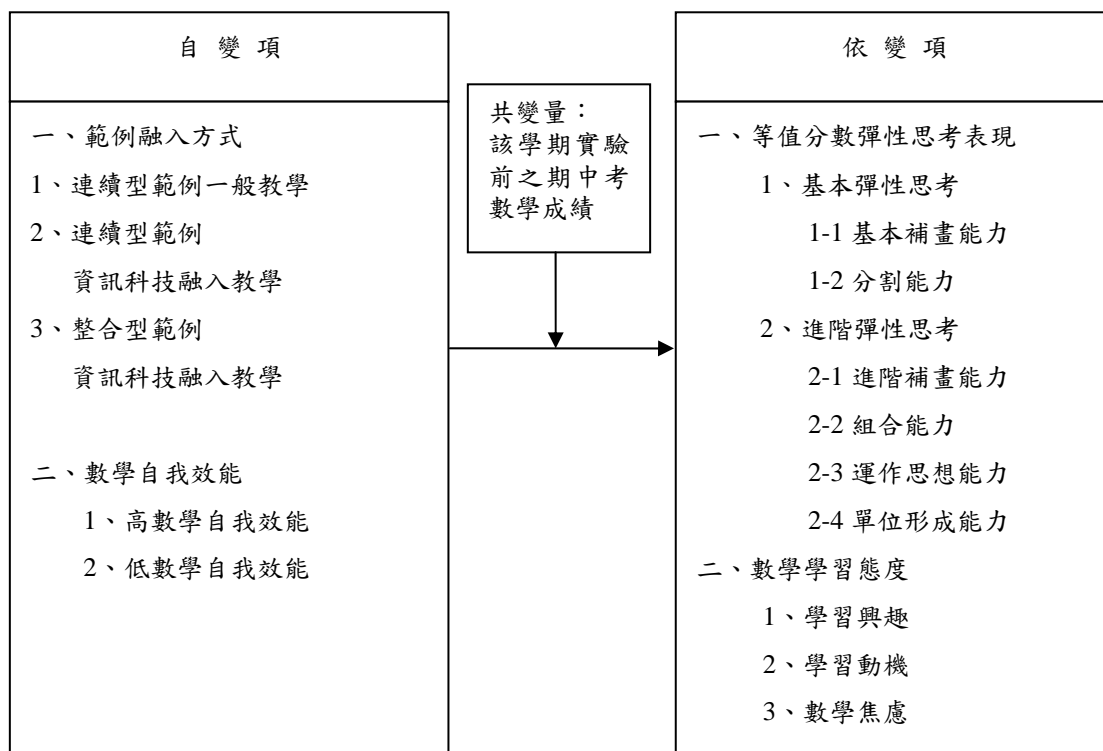 自 變 項
一、範例融入方式
1、連續型範例一般教學
2、連續型範例
資訊科技融入教學
3、整合型範例
資訊科技融入教學
二、數學自我效能
1、高數學自我效能
2、低數學自我效能
共變量：
該學期實驗
前之期中考
數學成績
依 變 項
一、等值分數彈性思考表現
1、基本彈性思考
1-1 基本補畫能力
1-2 分割能力
2、進階彈性思考
2-1 進階補畫能力
2-2 組合能力
2-3 運作思想能力
2-4 單位形成能力
二、數學學習態度
1、學習興趣
2、學習動機
3、數學焦慮